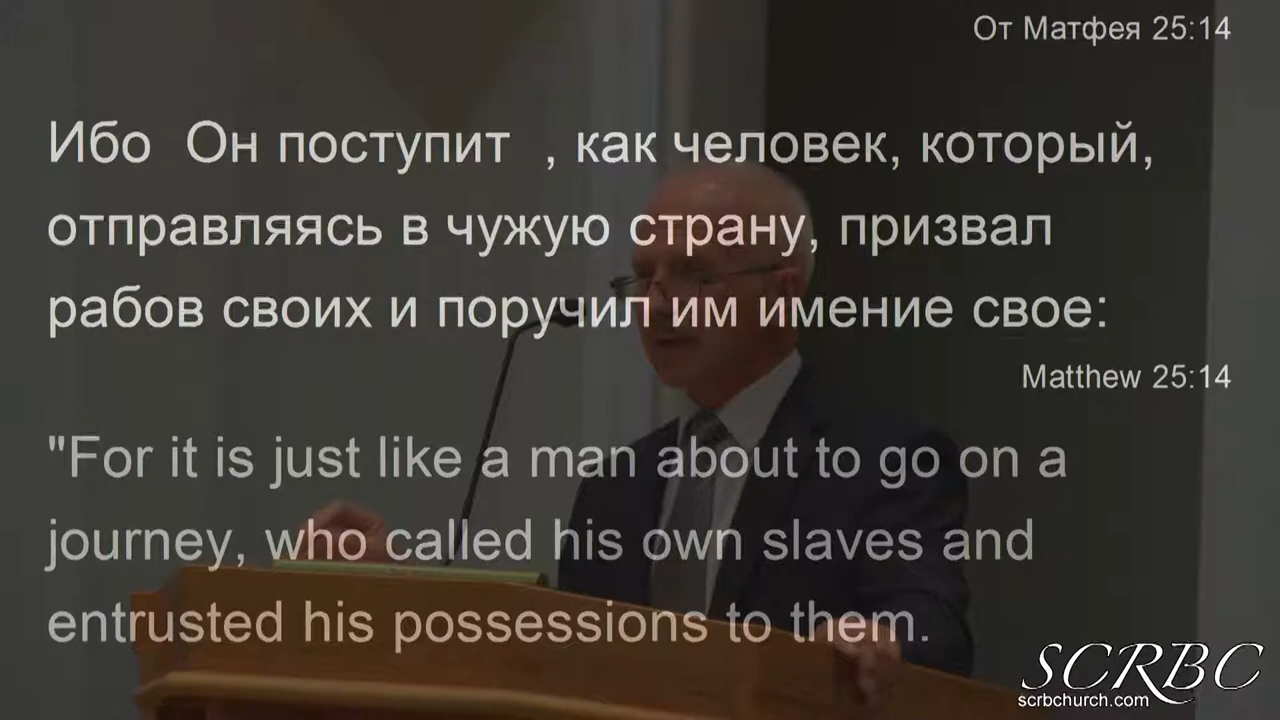 От Матфея 25:14
Ибо Он поступит , как человек, который,
отправляясь в чужую страну, призвал
рабов своих и поручил им имение свое:
Matthew 25:14
"For it is just like a man about to go on a
journey, who called his own slaves and
entrusted his possessions to them.
SCRBC
scrbchurch.com